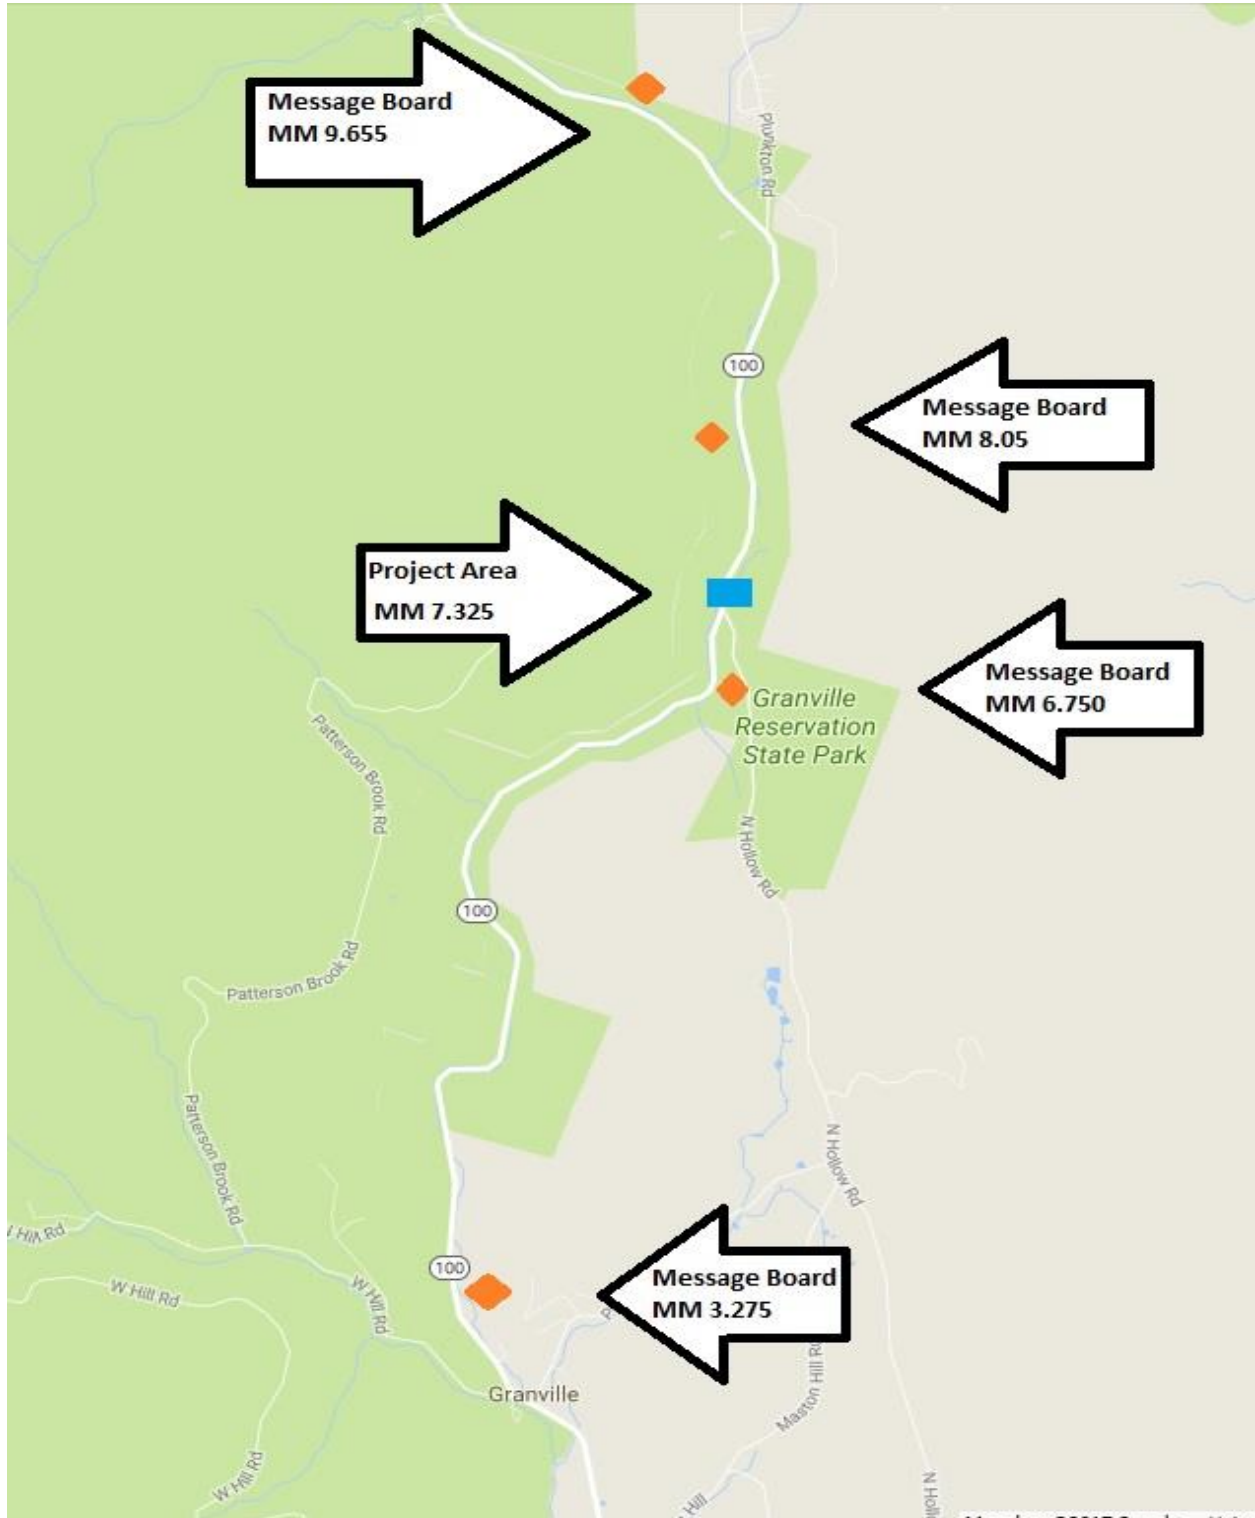 Message Board
MM 9.655
Plunkton Rd
100
Message Board
MM 8.05
Project Area
MM 7.325
Message Board
MM 6.750
Granville
Reservation
State Park
Patterson Brook Rd
N Hollow Rd
100
Patterson Brook Rd
Patterson Brook Rd
N Hollow Rd
Hill Rd
W Hill Rd
W Hill Rd
100
Message Board
MM 3.275
Granville
Maston Hill Rd
W Hill Rd
Hill